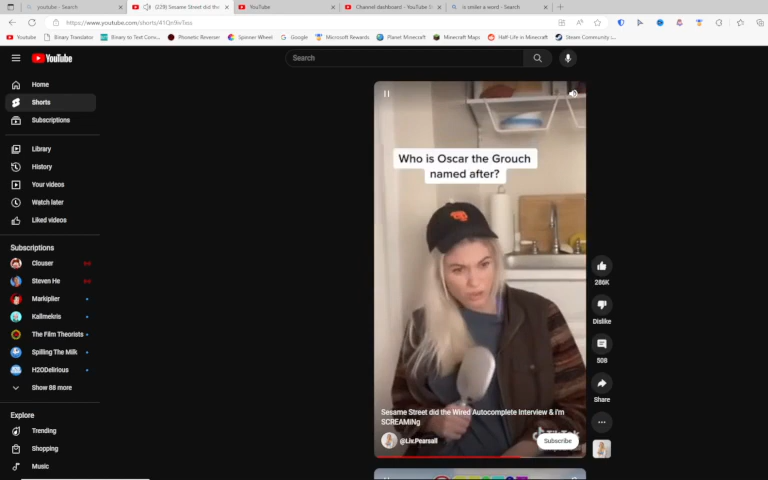 youtube - Search
(229) Sesame Street did the
YouTube
Channel dashboard - YouTube S
is snider a word - Search
https://www.youtube.com/shorts/
Youtube
Binary Translator
Binary to Text Conv...
Phonetic Reverser
Spinner Wheel
Google
Microsoft Rewards
Planet Minecraft
Minecraft Maps
Half-Life in Minecraft
Steam Community :...
YouTube
Search
Home
Shorts
Subscriptions
Library
History
Your videos
Watch later
Liked videos
Subscriptions
Clouser
Steven He
Markiplier
Kallmekris
The Film Theorists
Spilling The Milk
H2ODelirious
Show 88 more
Explore
Trending
Shopping
Music
Who is Oscar the Grouch
named after?
Sesame Street did the Wired Autocomplete Interview & i'm
SCREAMiNg
@Liv.Pearsall
Subscribe
286K
Dislike
508
Share